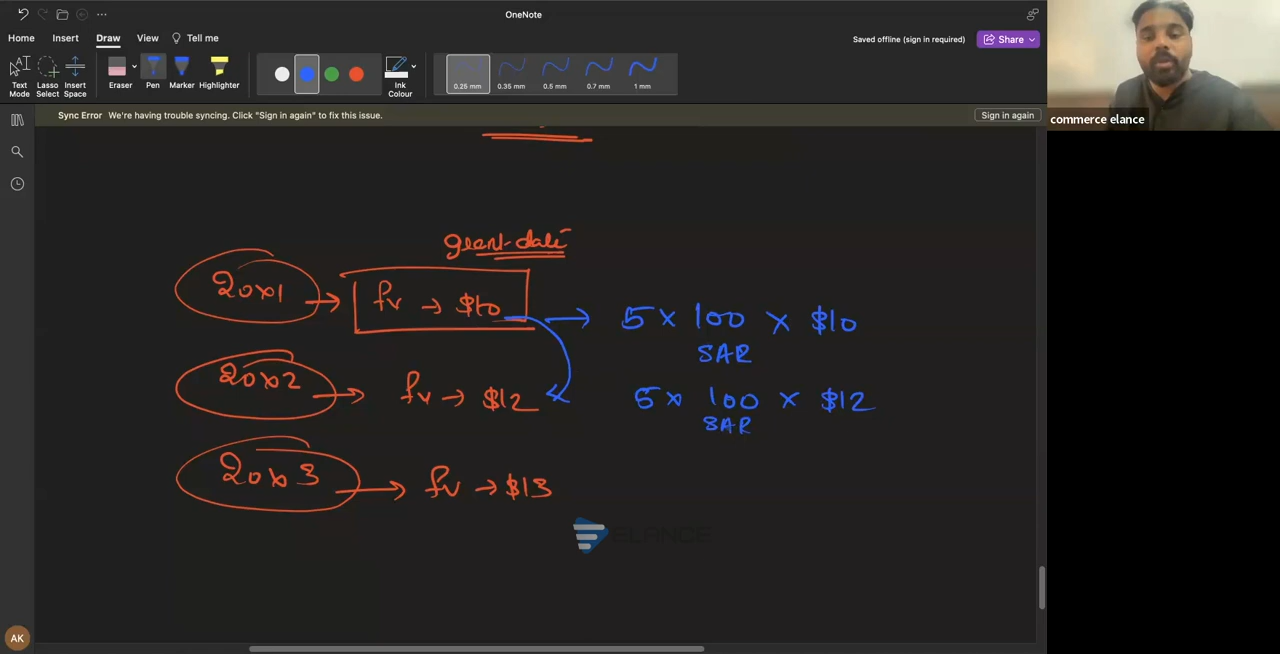 OneNote
Home Insert Draw View Tell me
Saved offline (sign in required)
Share
Text Mode
Lasso Select
Insert Space
Eraser
Pen
Marker
Highlighter
Ink Colour
0.25 mm
0.35 mm
0.5 mm
0.7 mm
1 mm
Sync Error We're having trouble syncing. Click "Sign in again" to fix this issue.
Sign in again
commerce elance
grant-date
20x1 → fv → $10 → 5 x 100 x $10
SAR
20x2 → fv → $12 5 x 100 x $12
SAR
20x3 → fv → $13
ELANCE
AK